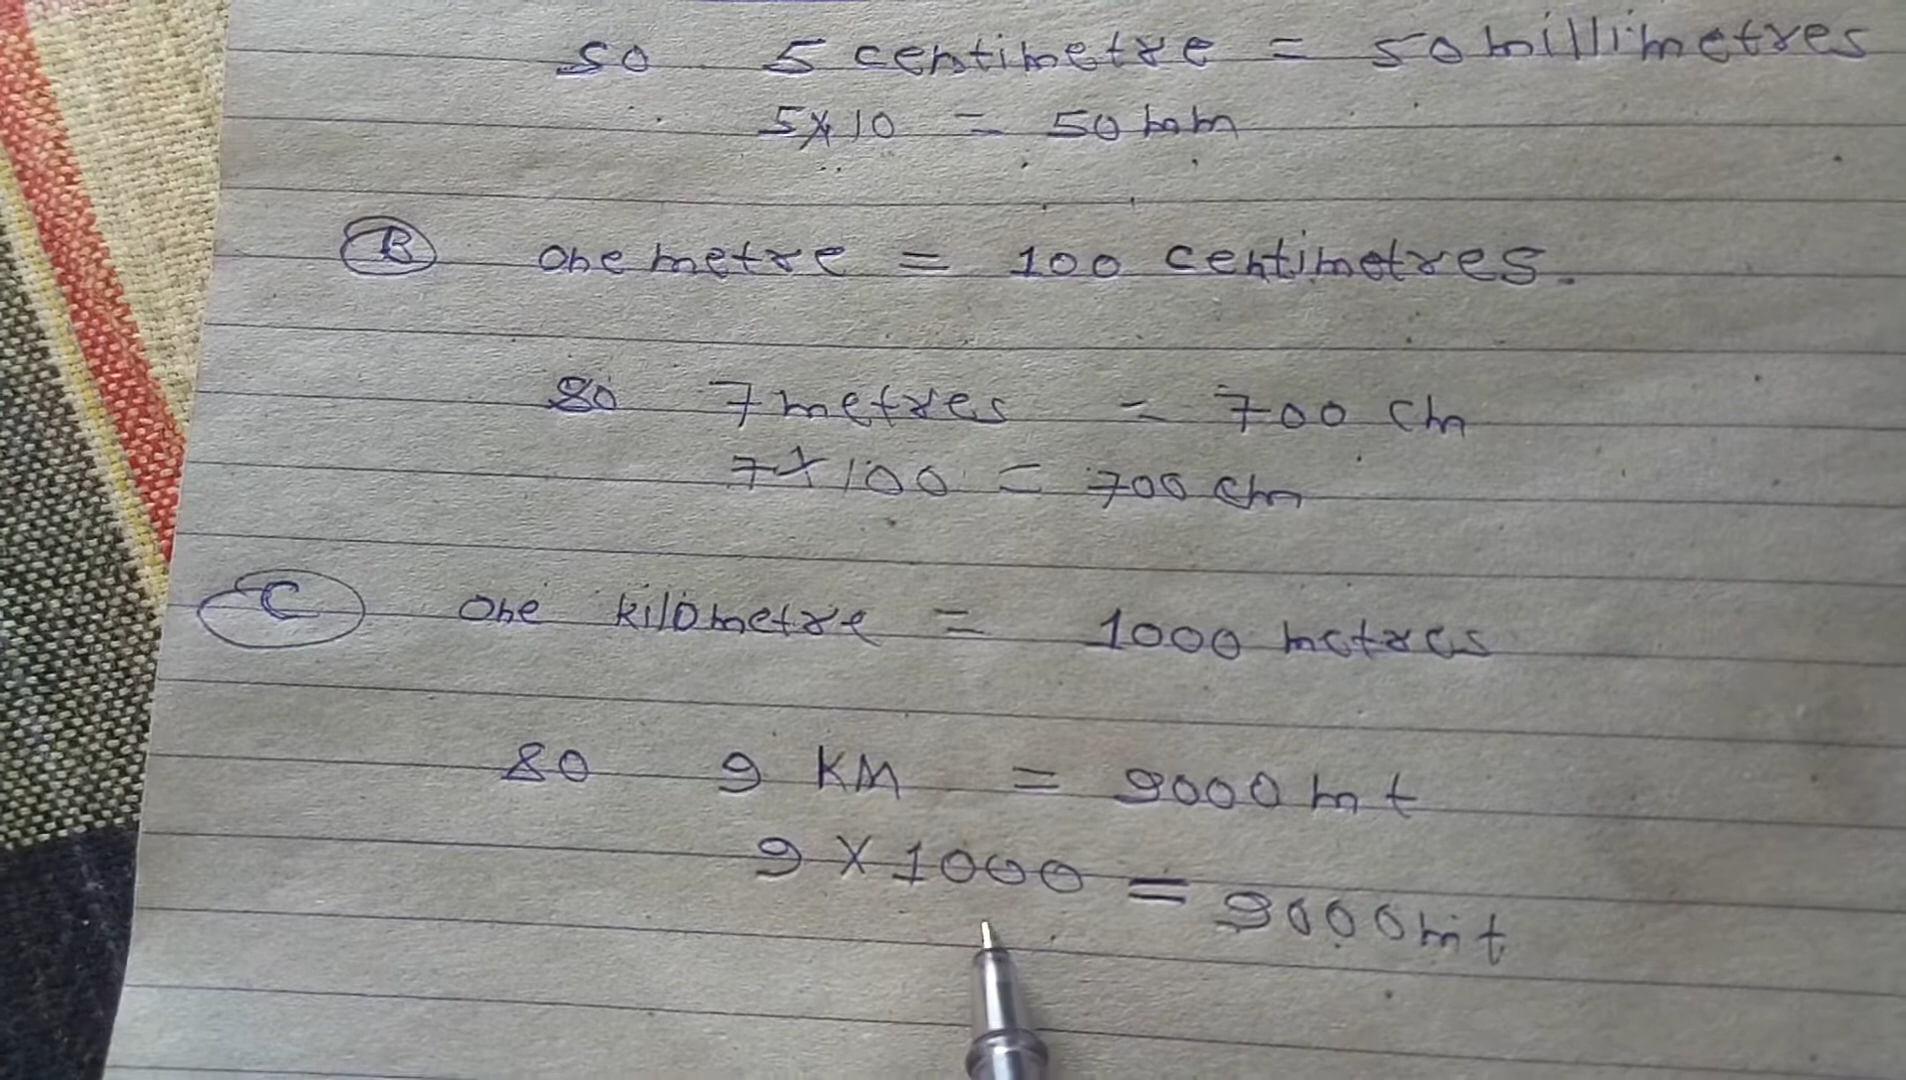 so 5 centimetre = 50 millimetres
5x10 = 50 mm
B one metre = 100 centimetres.
so 7 metres = 700 cm
7x100 = 700 cm
C one kilometre = 1000 metres
so 9 KM = 9000 mt
9 x 1000 = 9000 mt